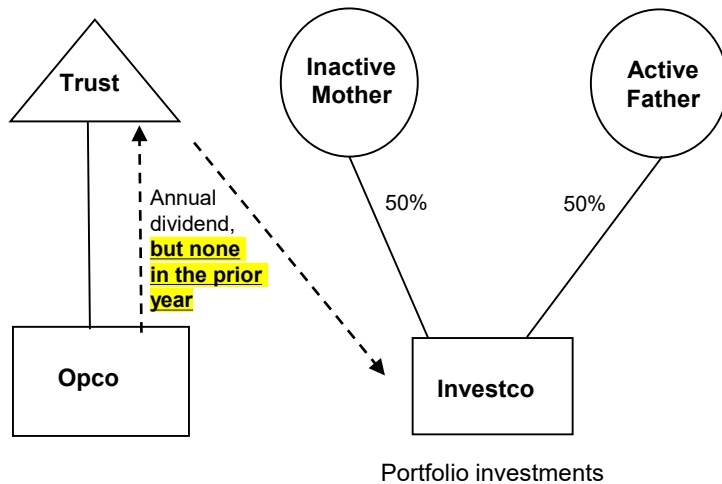 Trust
Inactive
Mother
Active
Father
Annual
dividend,
but none
in the prior
year
50%
50%
Opco
Investco
Portfolio investments